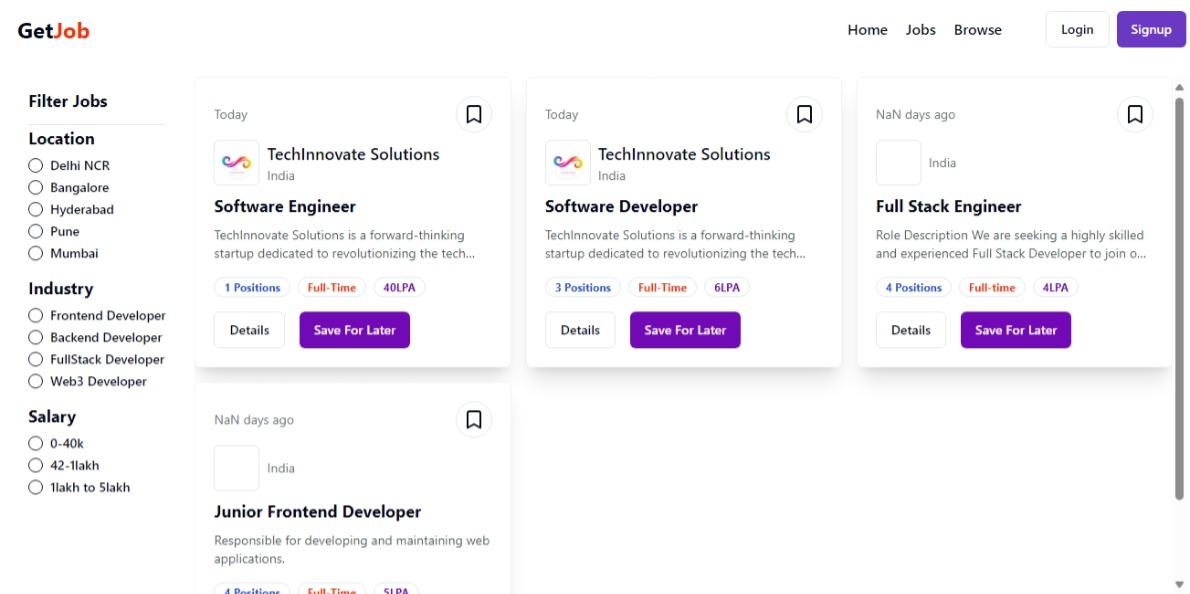 GetJob
Home Jobs Browse Login Signup
Filter Jobs
Location
Delhi NCR
Bangalore
Hyderabad
Pune
Mumbai
Industry
Frontend Developer
Backend Developer
FullStack Developer
Web3 Developer
Salary
0-40k
42-1lakh
1lakh to 5lakh
Today
TechInnovate Solutions
India
Software Engineer
TechInnovate Solutions is a forward-thinking
startup dedicated to revolutionizing the tech...
1 Positions Full-Time 40LPA
Details Save For Later
Today
TechInnovate Solutions
India
Software Developer
TechInnovate Solutions is a forward-thinking
startup dedicated to revolutionizing the tech...
3 Positions Full-Time 6LPA
Details Save For Later
NaN days ago
India
Full Stack Engineer
Role Description We are seeking a highly skilled
and experienced Full Stack Developer to join o...
4 Positions Full-time 4LPA
Details Save For Later
NaN days ago
India
Junior Frontend Developer
Responsible for developing and maintaining web
applications.
4 Positions Full-Time 5LPA